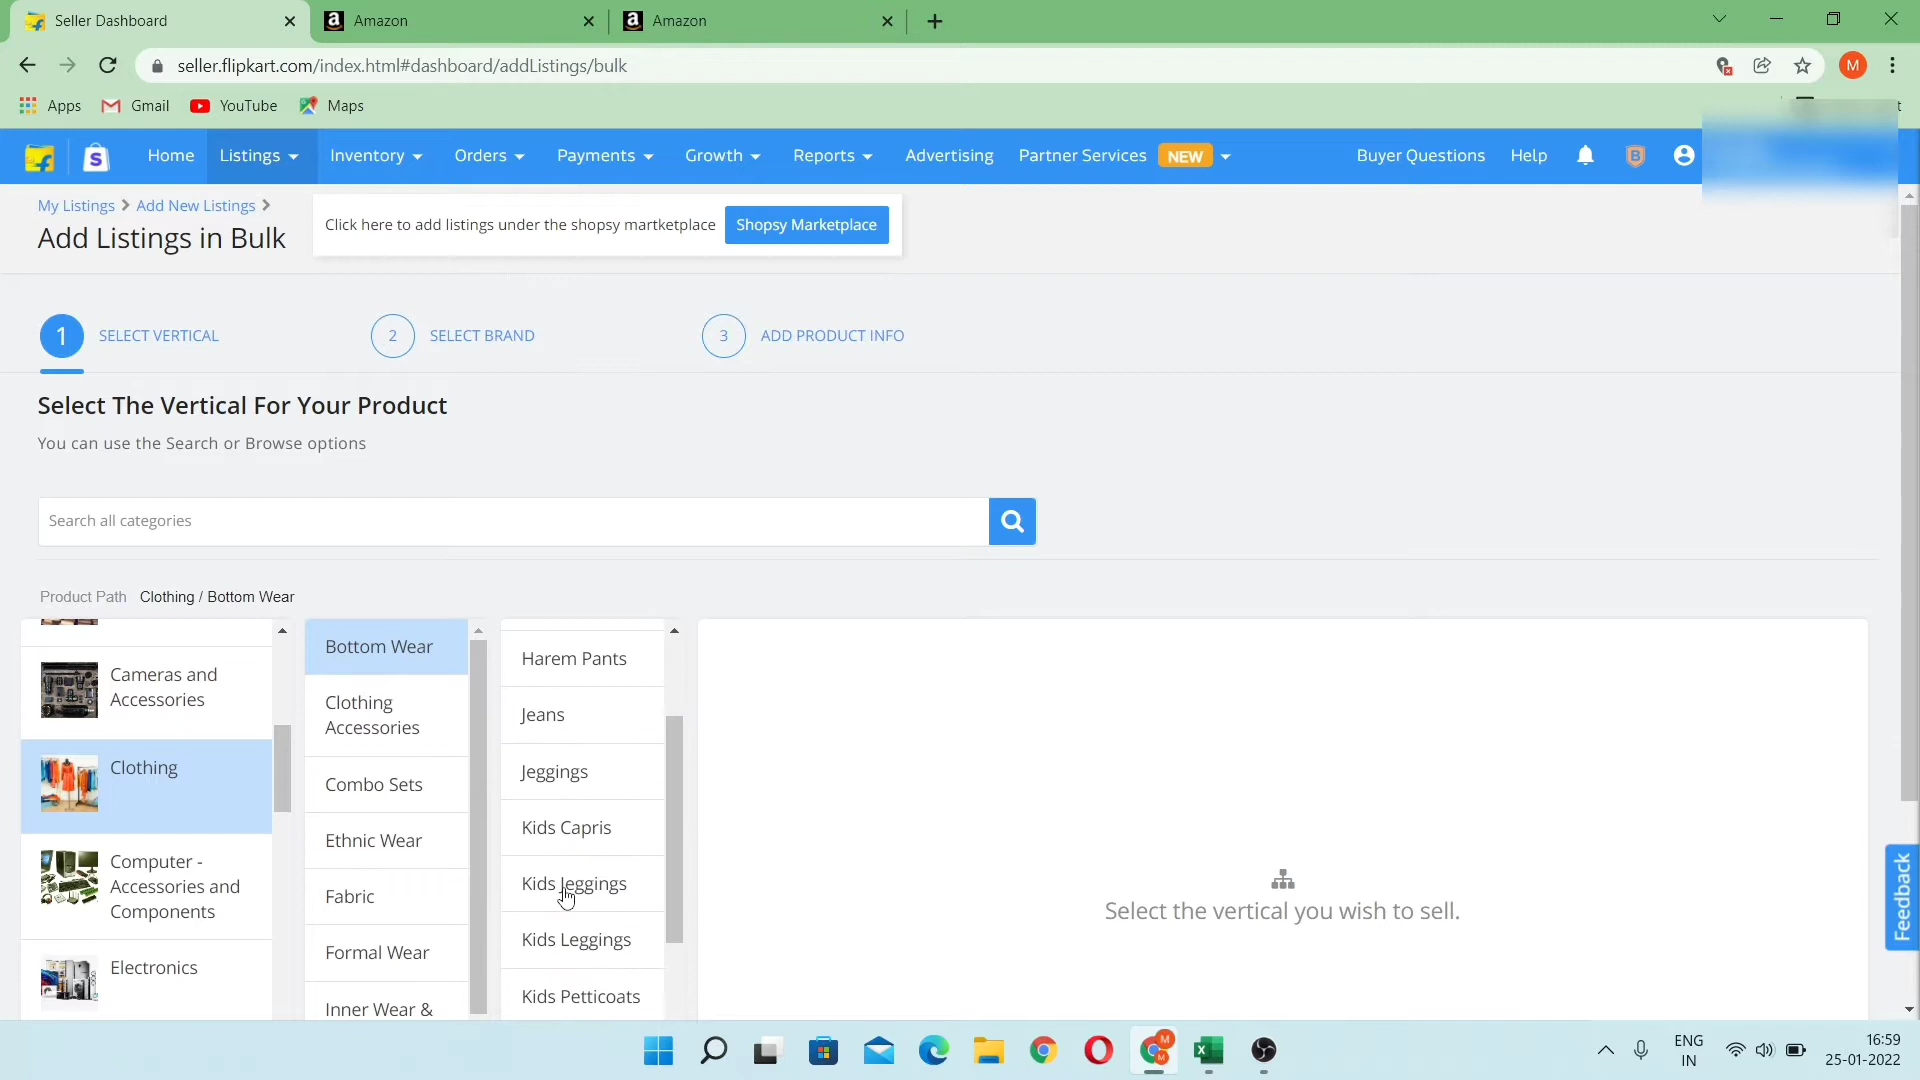 Seller Dashboard
Amazon
Amazon
seller.flipkart.com/index.html#dashboard/addListings/bulk
M
Apps
Gmail
YouTube
Maps
S
Home
Listings
Inventory
Orders
Payments
Growth
Reports
Advertising
Partner Services
NEW
Buyer Questions
Help
My Listings
Add New Listings
Add Listings in Bulk
Click here to add listings under the shopsy martketplace
Shopsy Marketplace
1 SELECT VERTICAL
2 SELECT BRAND
3 ADD PRODUCT INFO
Select The Vertical For Your Product
You can use the Search or Browse options
Search all categories
Product Path Clothing / Bottom Wear
Cameras and
Accessories
Clothing
Computer -
Accessories and
Components
Electronics
Bottom Wear
Clothing
Accessories
Combo Sets
Ethnic Wear
Fabric
Formal Wear
Inner Wear &
Harem Pants
Jeans
Jeggings
Kids Capris
Kids Jeggings
Kids Leggings
Kids Petticoats
Select the vertical you wish to sell.
Feedback
ENG
IN
16:59
25-01-2022